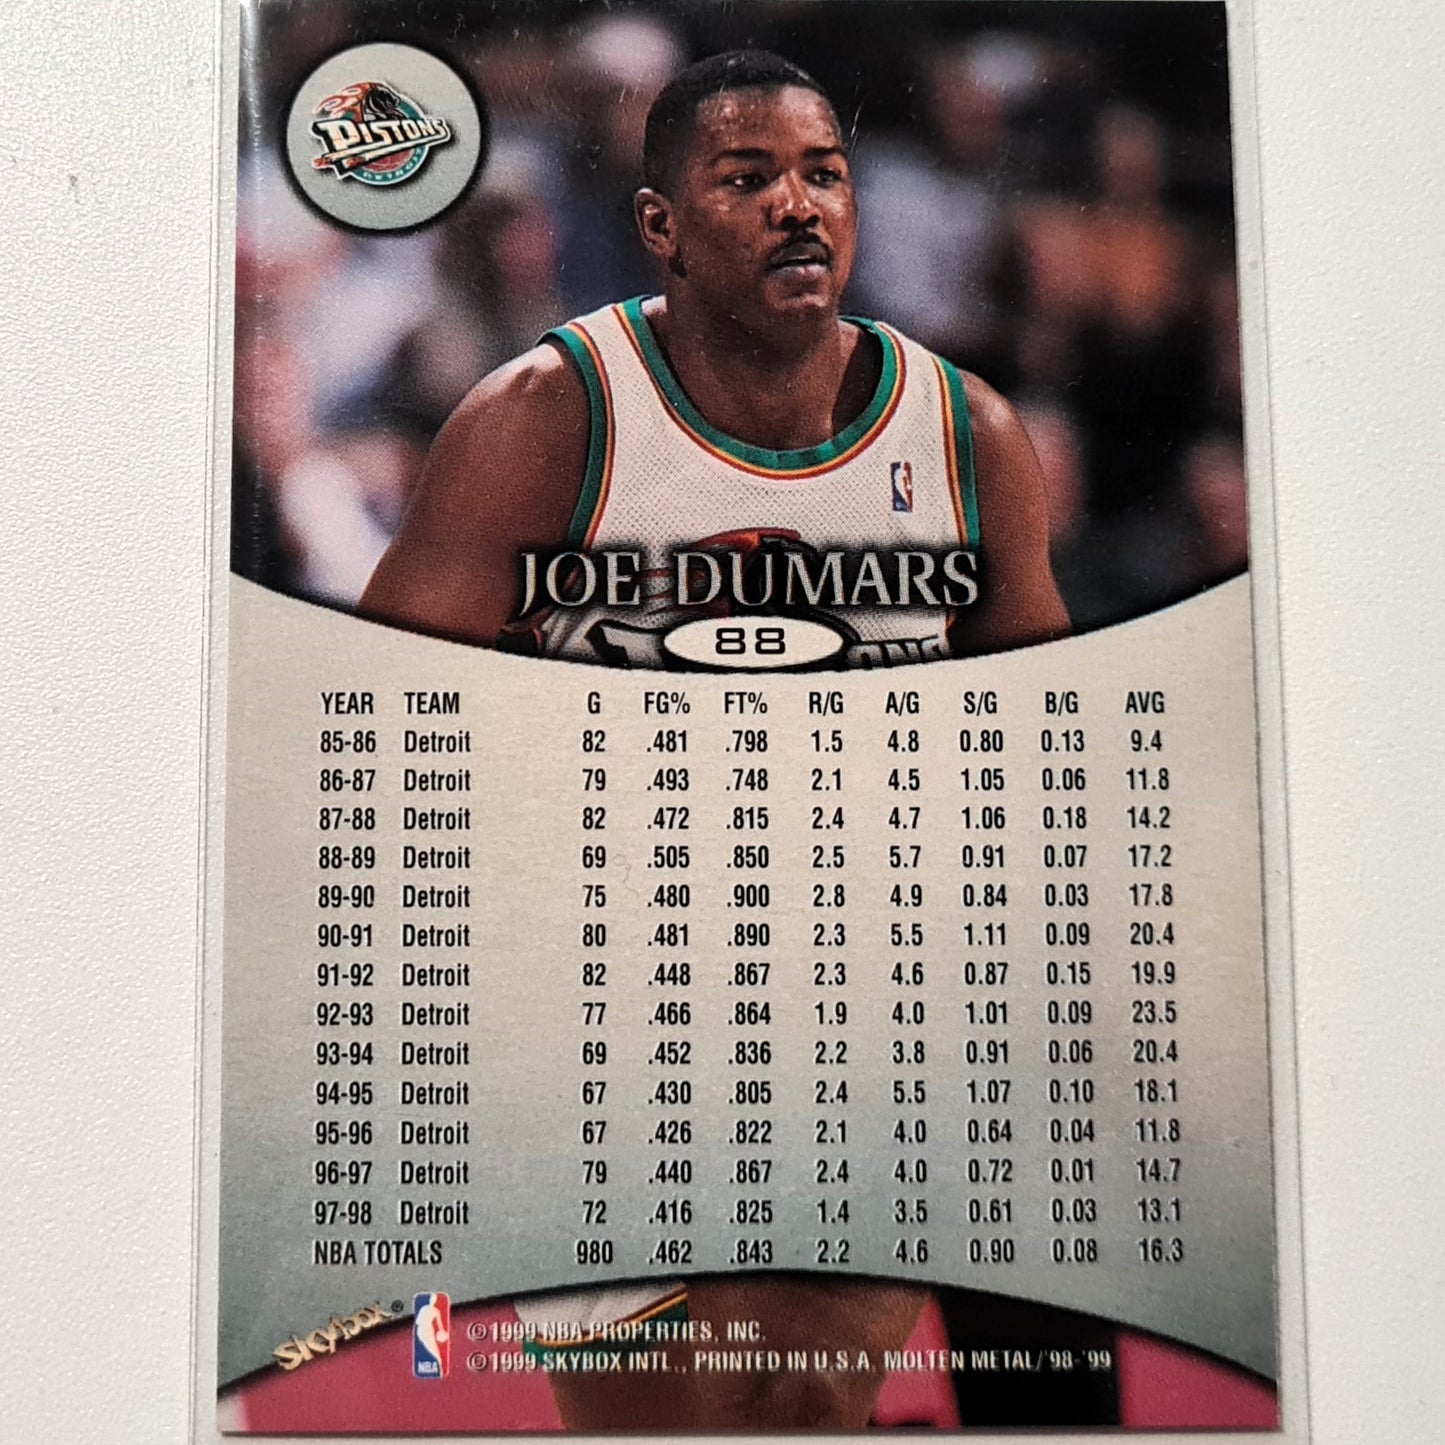 PISTONS
DETROIT
JOE DUMARS
88
YEAR TEAM G FG% FT% R/G A/G S/G B/G AVG
85-86 Detroit 82 .481 .798 1.5 4.8 0.80 0.13 9.4
86-87 Detroit 79 .493 .748 2.1 4.5 1.05 0.06 11.8
87-88 Detroit 82 .472 .815 2.4 4.7 1.06 0.18 14.2
88-89 Detroit 69 .505 .850 2.5 5.7 0.91 0.07 17.2
89-90 Detroit 75 .480 .900 2.8 4.9 0.84 0.03 17.8
90-91 Detroit 80 .481 .890 2.3 5.5 1.11 0.09 20.4
91-92 Detroit 82 .448 .867 2.3 4.6 0.87 0.15 19.9
92-93 Detroit 77 .466 .864 1.9 4.0 1.01 0.09 23.5
93-94 Detroit 69 .452 .836 2.2 3.8 0.91 0.06 20.4
94-95 Detroit 67 .430 .805 2.4 5.5 1.07 0.10 18.1
95-96 Detroit 67 .426 .822 2.1 4.0 0.64 0.04 11.8
96-97 Detroit 79 .440 .867 2.4 4.0 0.72 0.01 14.7
97-98 Detroit 72 .416 .825 1.4 3.5 0.61 0.03 13.1
NBA TOTALS 980 .462 .843 2.2 4.6 0.90 0.08 16.3
skybox®
NBA
©1999 NBA PROPERTIES, INC.
©1999 SKYBOX INTL., PRINTED IN U.S.A. MOLTEN METAL/'98-'99